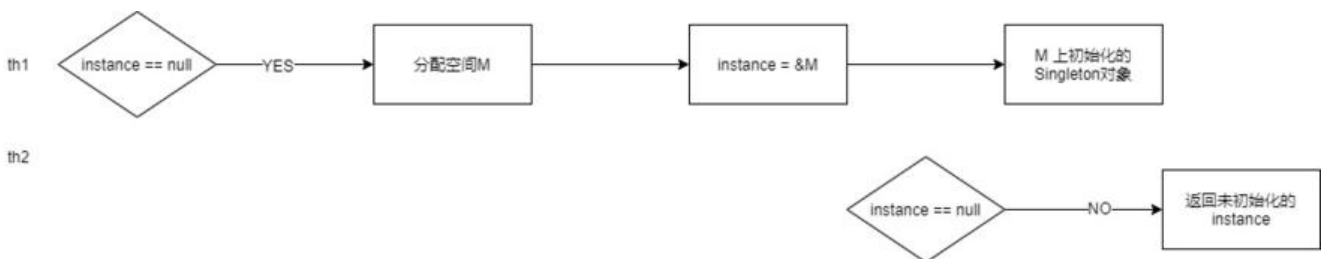 th1
instance == null
YES
分配空间M
instance = &M
M 上初始化的
Singleton对象
th2
instance == null
NO
返回未初始化的
instance